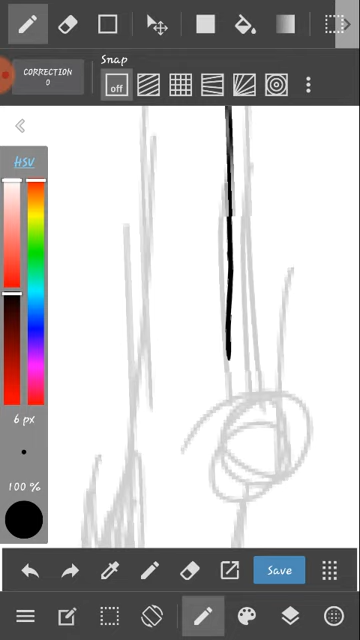 Snap
CORRECTION
0
off
HSV
6 px
100 %
Save